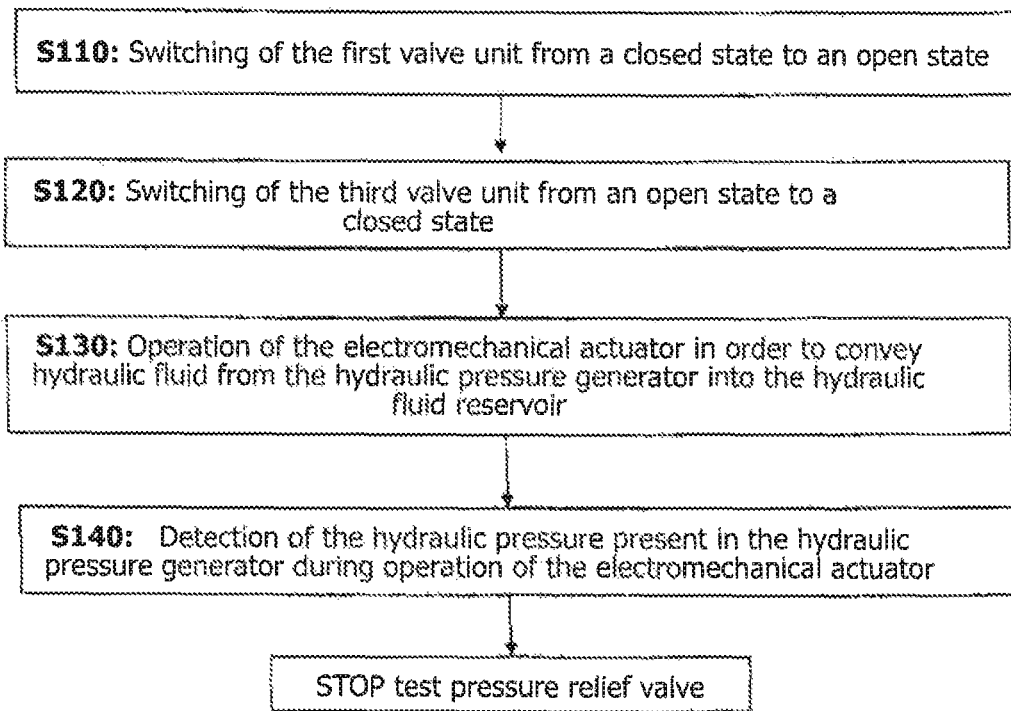 S110: Switching of the first valve unit from a closed state to an open state
S120: Switching of the third valve unit from an open state to a
closed state
S130: Operation of the electromechanical actuator in order to convey
hydraulic fluid from the hydraulic pressure generator into the hydraulic
fluid reservoir
S140: Detection of the hydraulic pressure present in the hydraulic
pressure generator during operation of the electromechanical actuator
STOP test pressure relief valve